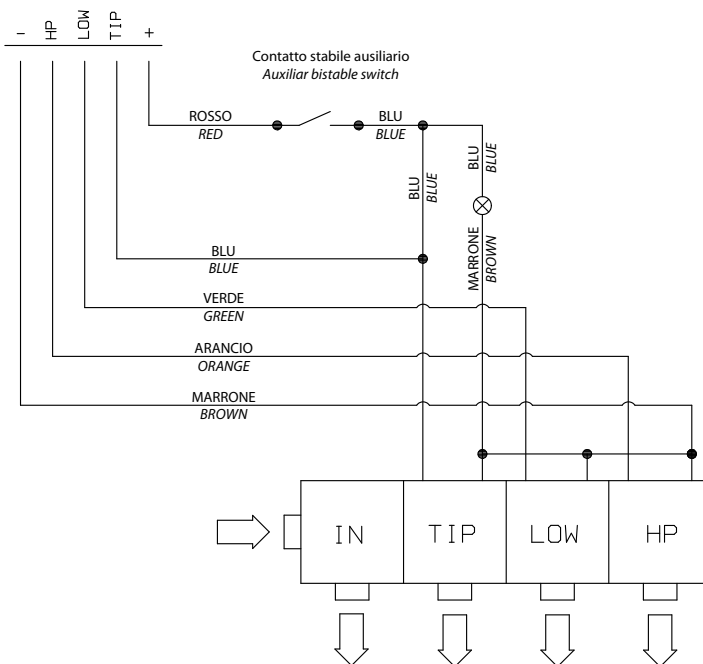 -
HP
LOW
TIP
+
Contatto stabile ausiliario
Auxiliar bistable switch
ROSSO
RED
BLU
BLUE
BLU
BLUE
BLU
BLUE
MARRONE
BROWN
BLU
BLUE
VERDE
GREEN
ARANCIO
ORANGE
MARRONE
BROWN
IN
TIP
LOW
HP